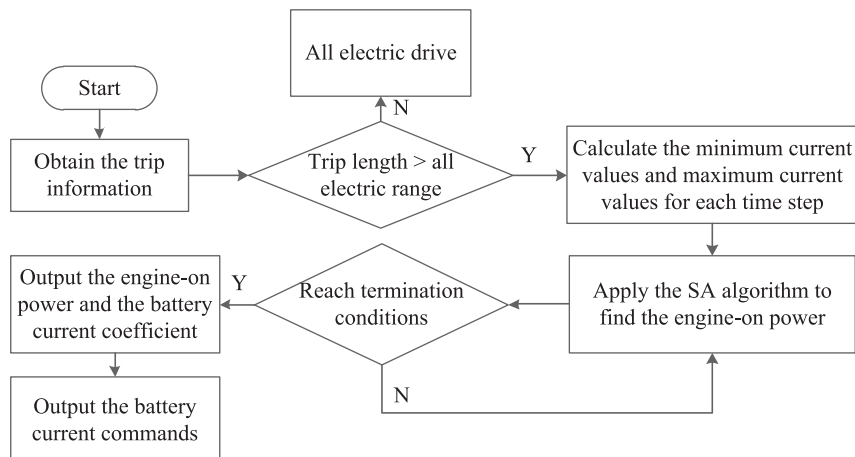 All electric drive
Start
N
Obtain the trip
information
Trip length > all
electric range
Y
Calculate the minimum current
values and maximum current
values for each time step
Output the engine-on
power and the battery
current coefficient
Y
Reach termination
conditions
Apply the SA algorithm to
find the engine-on power
N
Output the battery
current commands